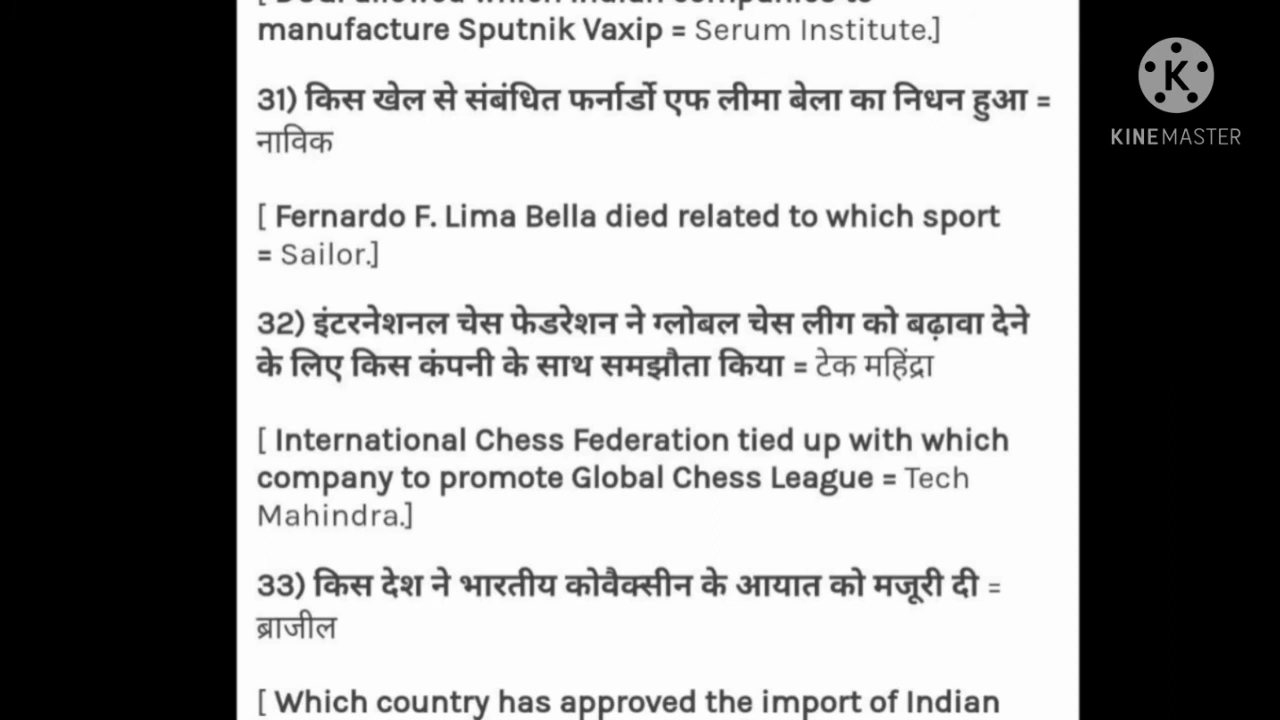 manufacture Sputnik Vaxip = Serum Institute.]
31) किस खेल से संबंधित फर्नार्डो एफ लीमा बेला का निधन हुआ =
नाविक
[ Fernardo F. Lima Bella died related to which sport
= Sailor.]
32) इंटरनेशनल चेस फेडरेशन ने ग्लोबल चेस लीग को बढ़ावा देने
के लिए किस कंपनी के साथ समझौता किया = टेक महिंद्रा
[ International Chess Federation tied up with which
company to promote Global Chess League = Tech
Mahindra.]
33) किस देश ने भारतीय कोवैक्सीन के आयात को मजूरी दी =
ब्राजील
[ Which country has approved the import of Indian
KINEMASTER